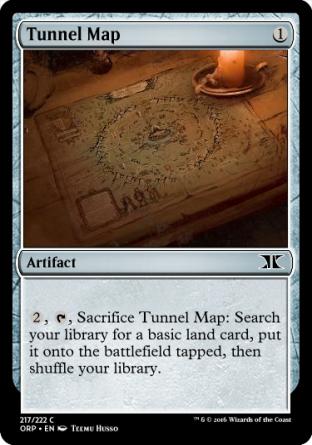 Tunnel Map 1
Artifact
2, T, Sacrifice Tunnel Map: Search
your library for a basic land card, put
it onto the battlefield tapped, then
shuffle your library.
217/222 C
ORP • EN Teemu Husso
™ & © 2016 Wizards of the Coast